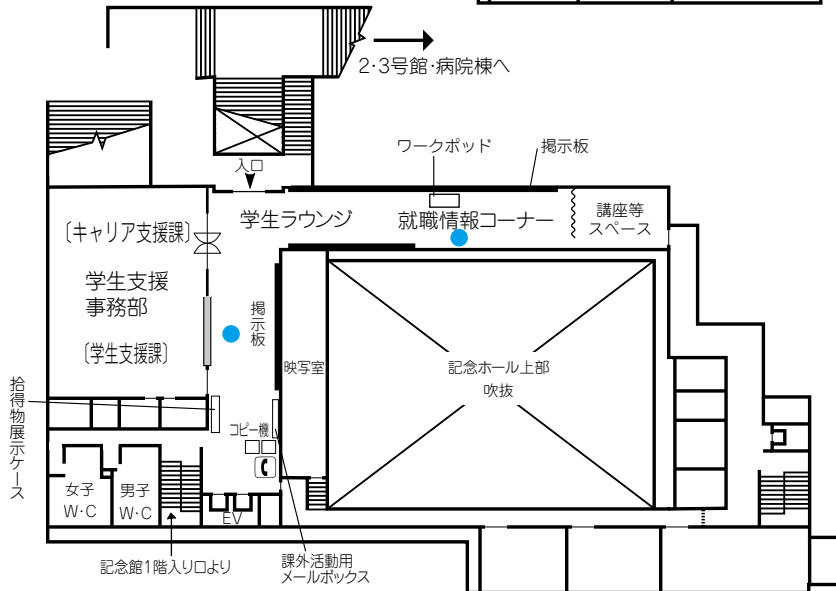 2・3号館・病院棟へ
ワークポッド
掲示板
入口
学生ラウンジ
就職情報コーナー
講座等
スペース
〔キャリア支援課〕
学生支援
事務部
〔学生支援課〕
掲示板
映写室
記念ホール上部
吹抜
拾得物展示ケース
コピー機
女子
W・C
男子
W・C
EV
記念館1階入り口より
課外活動用
メールボックス